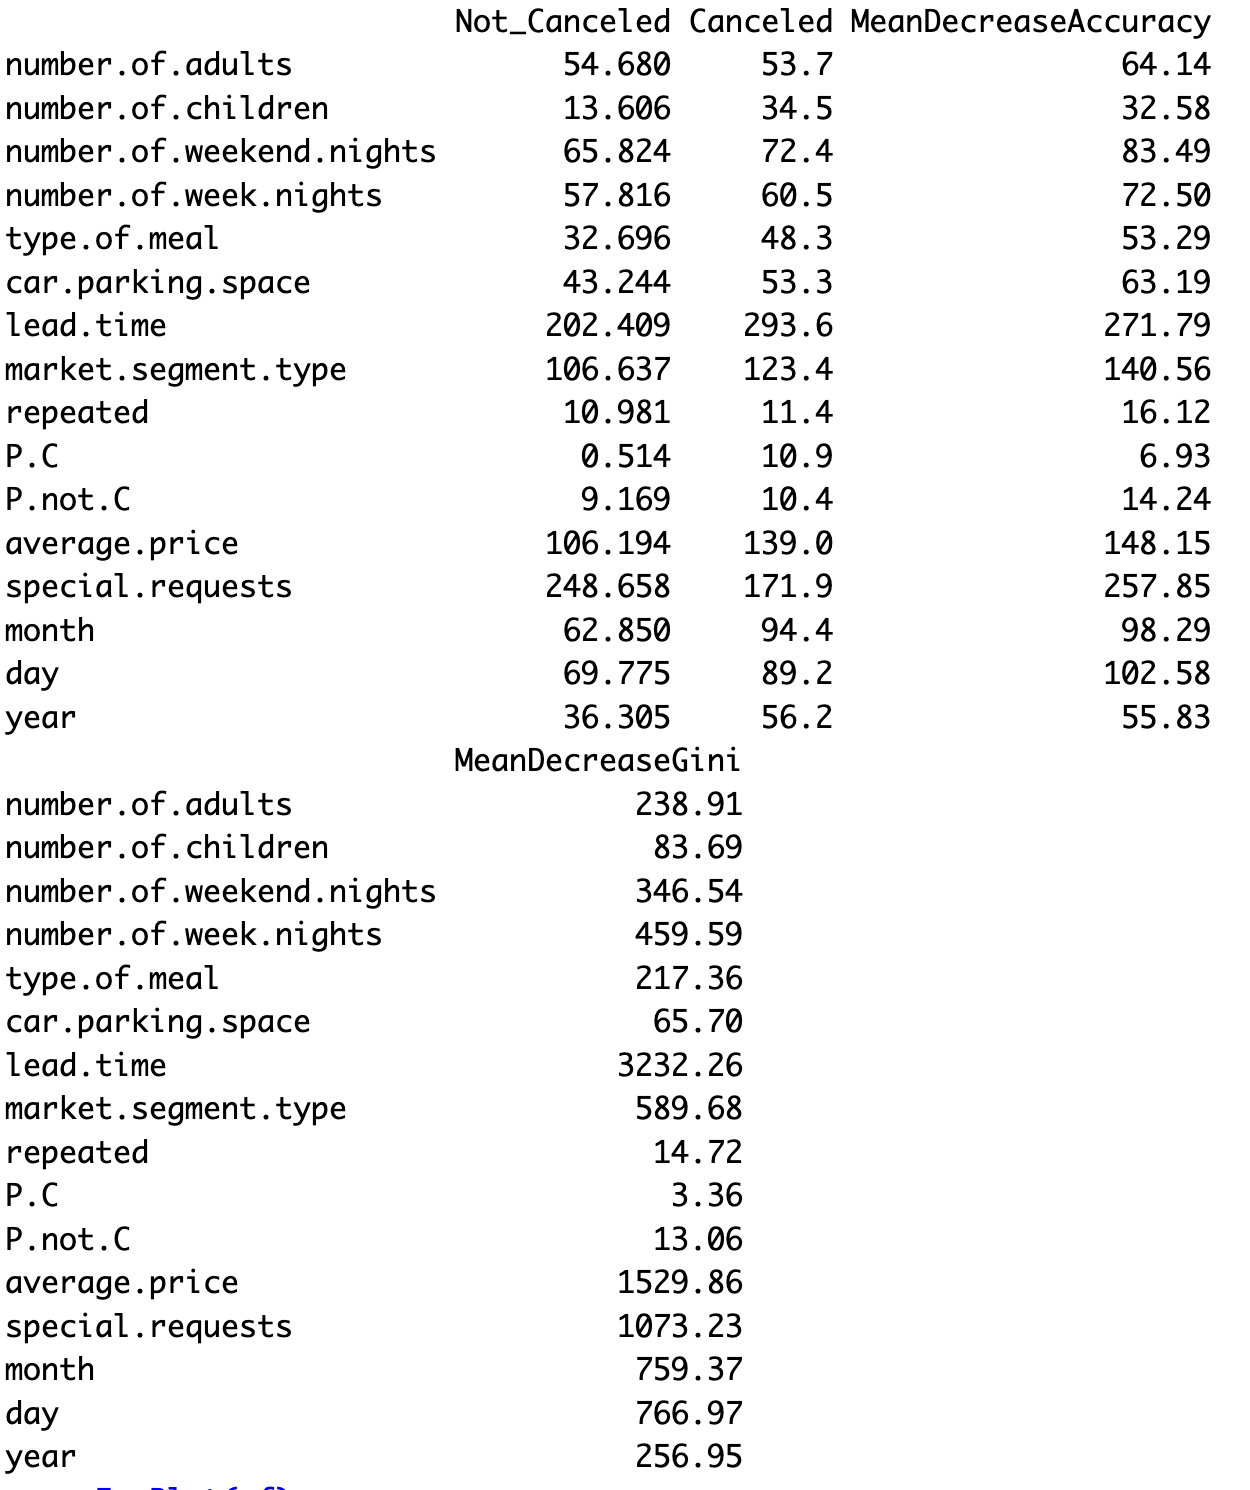 Not_Canceled Canceled MeanDecreaseAccuracy
number.of.adults 54.680 53.7 64.14
number.of.children 13.606 34.5 32.58
number.of.weekend.nights 65.824 72.4 83.49
number.of.week.nights 57.816 60.5 72.50
type.of.meal 32.696 48.3 53.29
car.parking.space 43.244 53.3 63.19
lead.time 202.409 293.6 271.79
market.segment.type 106.637 123.4 140.56
repeated 10.981 11.4 16.12
P.C 0.514 10.9 6.93
P.not.C 9.169 10.4 14.24
average.price 106.194 139.0 148.15
special.requests 248.658 171.9 257.85
month 62.850 94.4 98.29
day 69.775 89.2 102.58
year 36.305 56.2 55.83
MeanDecreaseGini
number.of.adults 238.91
number.of.children 83.69
number.of.weekend.nights 346.54
number.of.week.nights 459.59
type.of.meal 217.36
car.parking.space 65.70
lead.time 3232.26
market.segment.type 589.68
repeated 14.72
P.C 3.36
P.not.C 13.06
average.price 1529.86
special.requests 1073.23
month 759.37
day 766.97
year 256.95